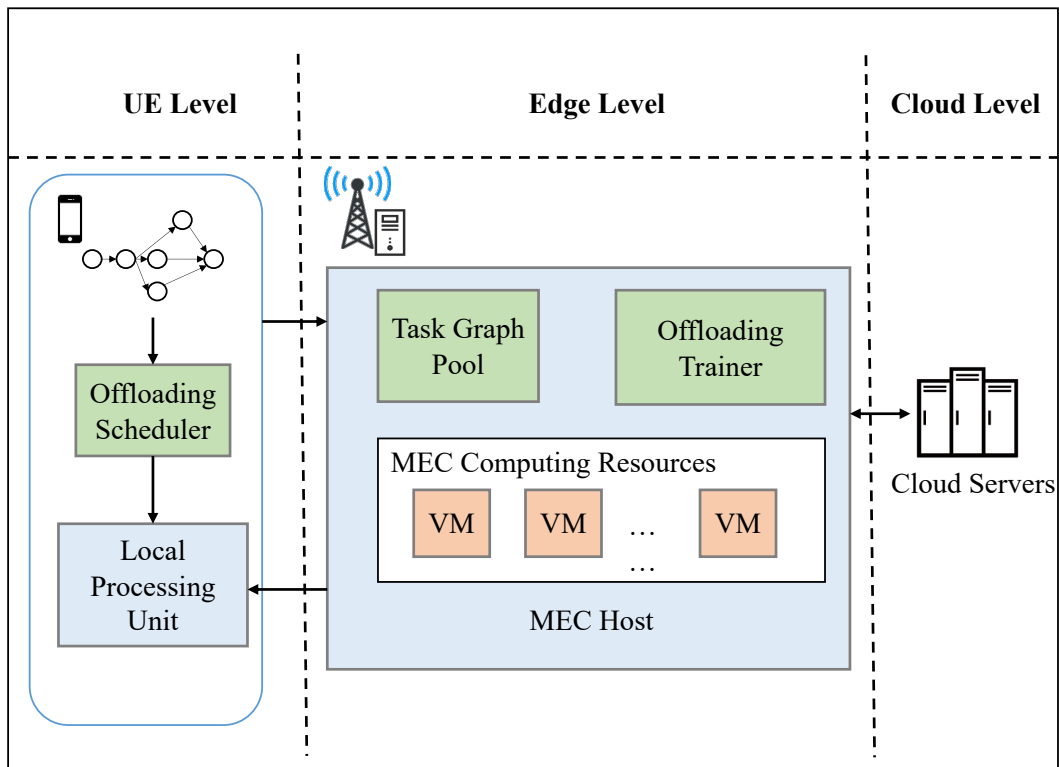 UE Level
Edge Level
Cloud Level
Offloading
Scheduler
Local
Processing
Unit
Task Graph
Pool
Offloading
Trainer
MEC Computing Resources
VM
VM
…
VM
…
MEC Host
Cloud Servers